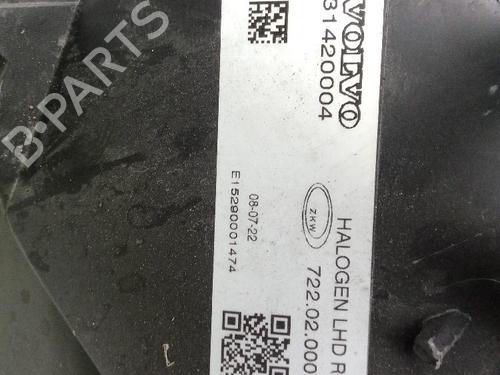 B-PARTS
VOLVO
31420004
HALOGEN LHD R
ZKW
722.02.000
08-07-22
E15290001474